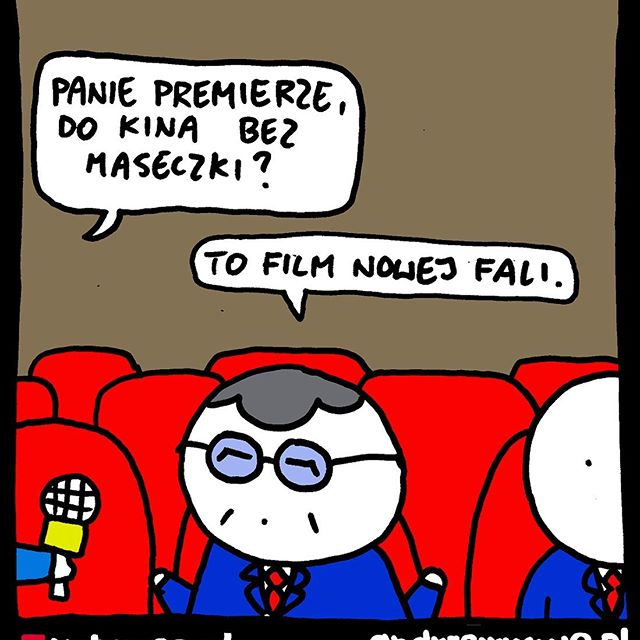 PANIE PREMIERZE,
DO KINA BEZ
MASECZKI?
TO FILM NOWEJ FALI.